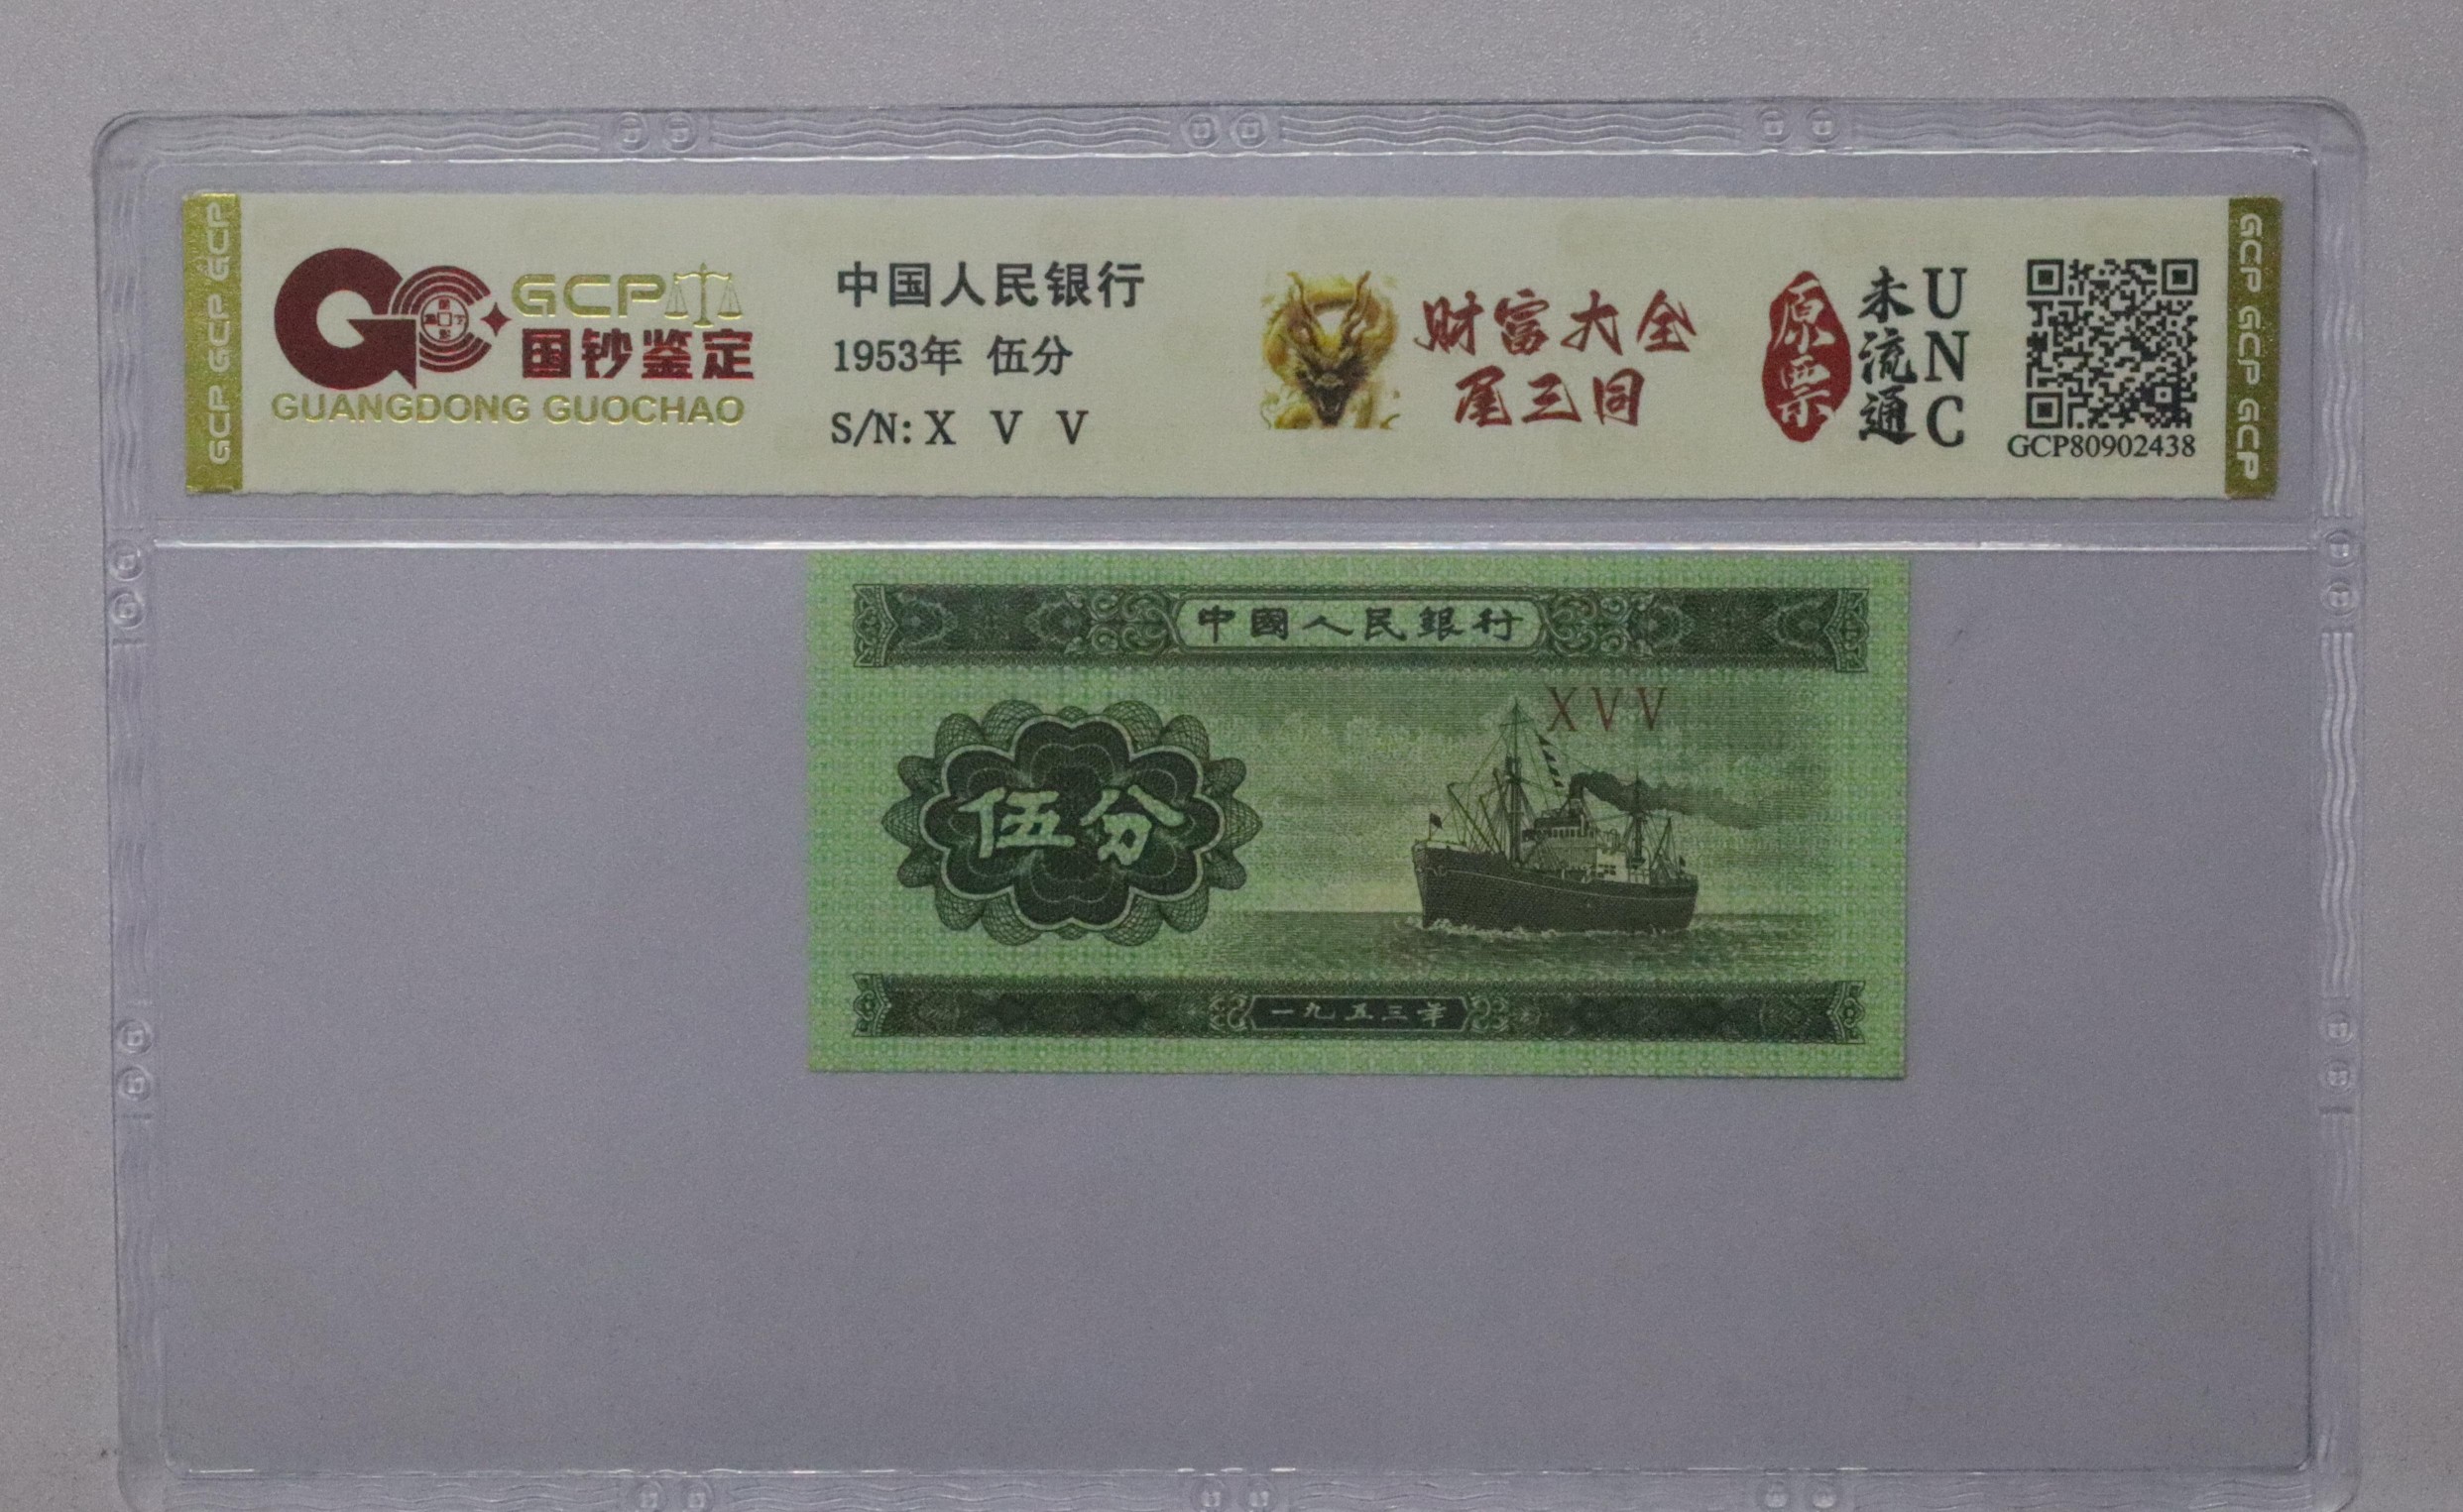 GCP GCP GCP
GCP
国钞鉴定
GUANGDONG GUOCHAO
中国人民银行
1953年 伍分
S/N: X V V
财富大全
尾三同
原票
未流通
UNC
GCP80902438
GCP GCP GCP
中國人民銀行
XVV
伍分
一九五三年